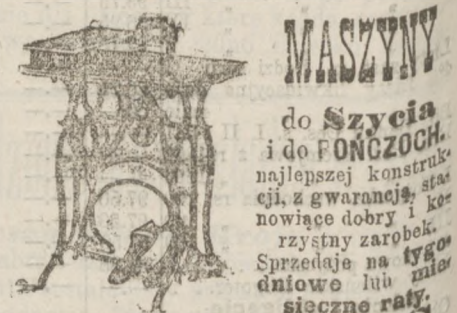 MASZYNY
do Szycia
i do POŃCZOCH.
najlepszej konstruk-
cji, z gwarancją, sta-
nowiące dobry i ko-
rzystny zarobek.
Sprzedaje na tygo-
dniowe lub mie-
sięczne raty.